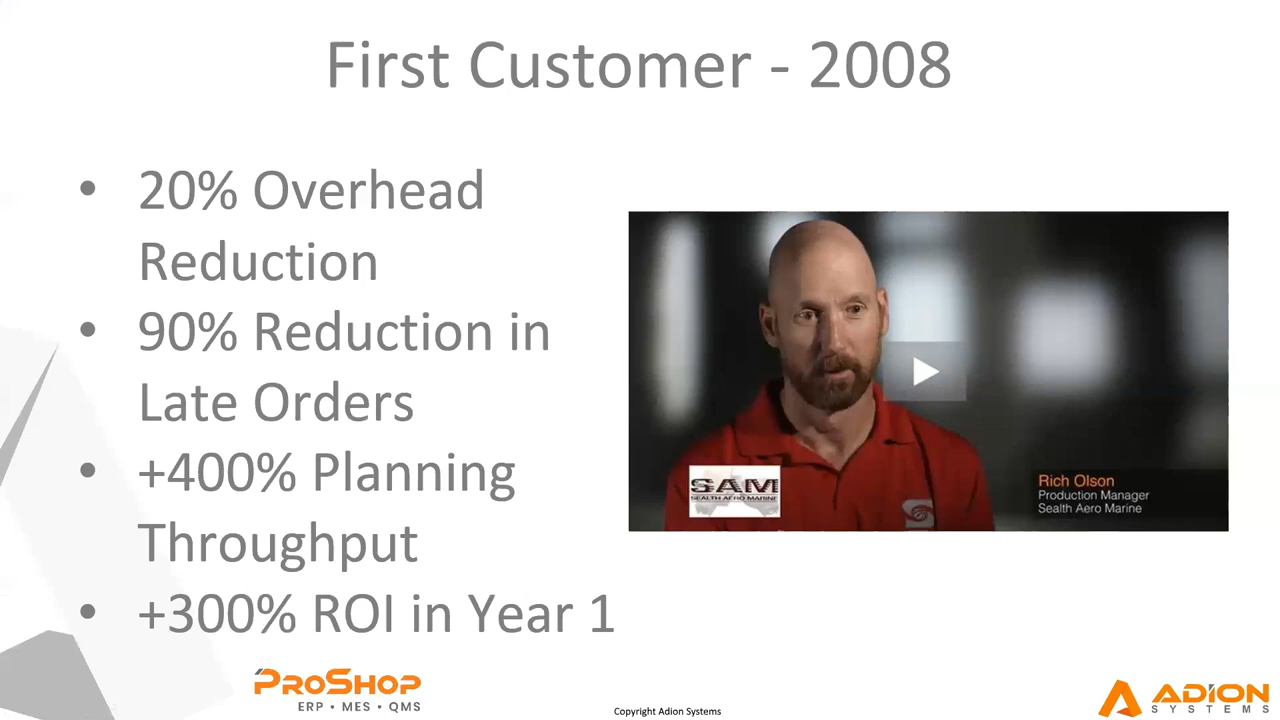 First Customer - 2008
• 20% Overhead
Reduction
• 90% Reduction in
Late Orders
• +400% Planning
Throughput
• +300% ROI in Year 1
SAM
SEALTH AERO MARINE
Rich Olson
Production Manager
Sealth Aero Marine
PROSHOP
ERP • MES • QMS
Copyright Adion Systems
ADION
SYSTEMS